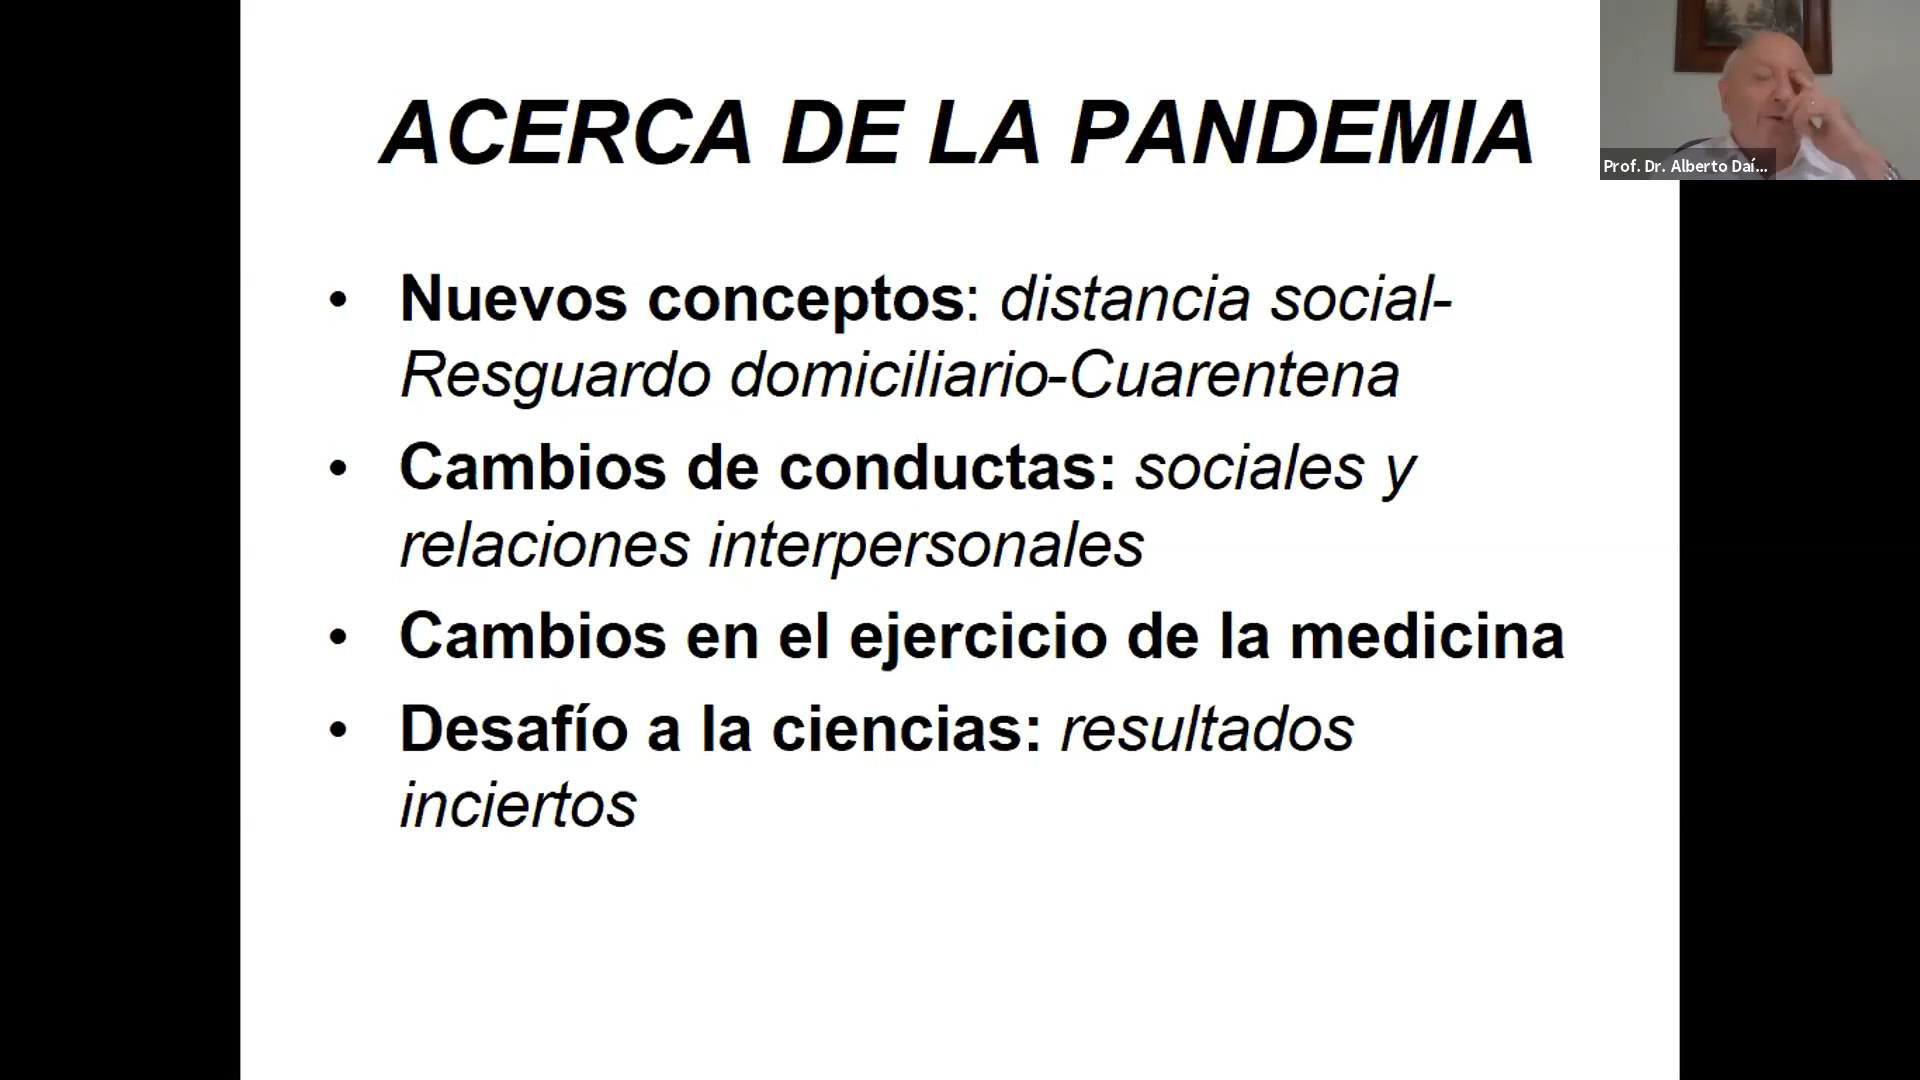 ACERCA DE LA PANDEMIA
Prof. Dr. Alberto Daí...
• Nuevos conceptos: distancia social-
Resguardo domiciliario-Cuarentena
• Cambios de conductas: sociales y
relaciones interpersonales
• Cambios en el ejercicio de la medicina
• Desafío a la ciencias: resultados
inciertos